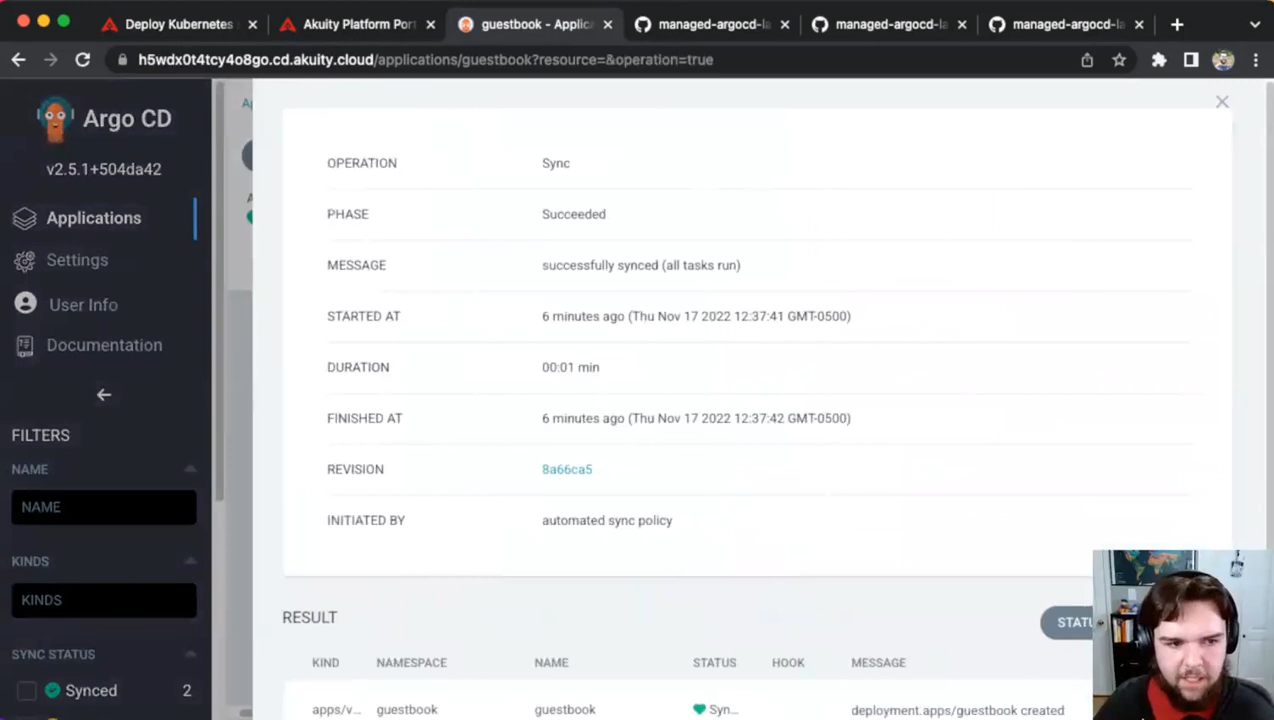 Deploy Kubernetes
Akuity Platform Por
guestbook - Applica
managed-argocd-la
managed-argocd-la
managed-argocd-la
h5wdx0t4tcy4o8go.cd.akuity.cloud/applications/guestbook?resource=&operation=true
Argo CD
v2.5.1+504da42
Applications
Settings
User Info
Documentation
FILTERS
NAME
NAME
KINDS
KINDS
SYNC STATUS
Synced 2
Ap
A
OPERATION Sync
PHASE Succeeded
MESSAGE successfully synced (all tasks run)
STARTED AT 6 minutes ago (Thu Nov 17 2022 12:37:41 GMT-0500)
DURATION 00:01 min
FINISHED AT 6 minutes ago (Thu Nov 17 2022 12:37:42 GMT-0500)
REVISION 8a66ca5
INITIATED BY automated sync policy
RESULT
STATU
KIND NAMESPACE NAME STATUS HOOK MESSAGE
apps/v... guestbook guestbook Syn... deployment.apps/guestbook created